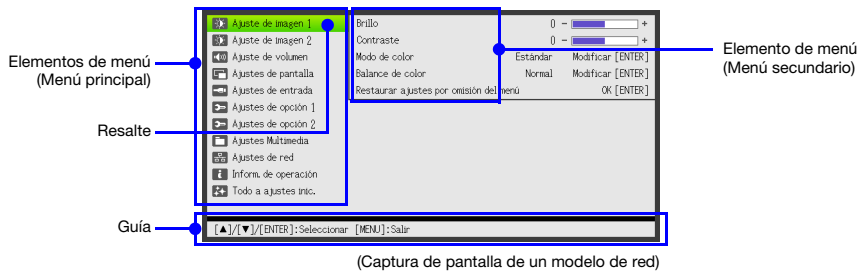 Elementos de menú
(Menú principal)
Resalte
Guía
Ajuste de imagen 1
Ajuste de imagen 2
Ajuste de volumen
Ajustes de pantalla
Ajustes de entrada
Ajustes de opción 1
Ajustes de opción 2
Ajustes Multimedia
Ajustes de red
Inform. de operación
Todo a ajustes inic.
Brillo 0 − +
Contraste 0 − +
Modo de color Estándar Modificar [ENTER]
Balance de color Normal Modificar [ENTER]
Restaurar ajustes por omisión del menú OK [ENTER]
Elemento de menú
(Menú secundario)
[▲]/[▼]/[ENTER]:Seleccionar [MENU]:Salir
(Captura de pantalla de un modelo de red)